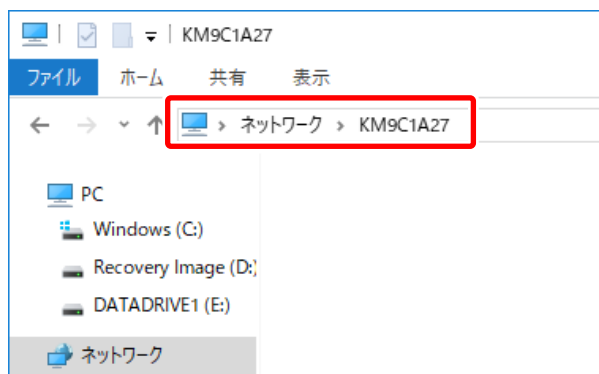 KM9C1A27
ファイル ホーム 共有 表示
ネットワーク KM9C1A27
PC
Windows (C:)
Recovery Image (D:)
DATADRIVE1 (E:)
ネットワーク